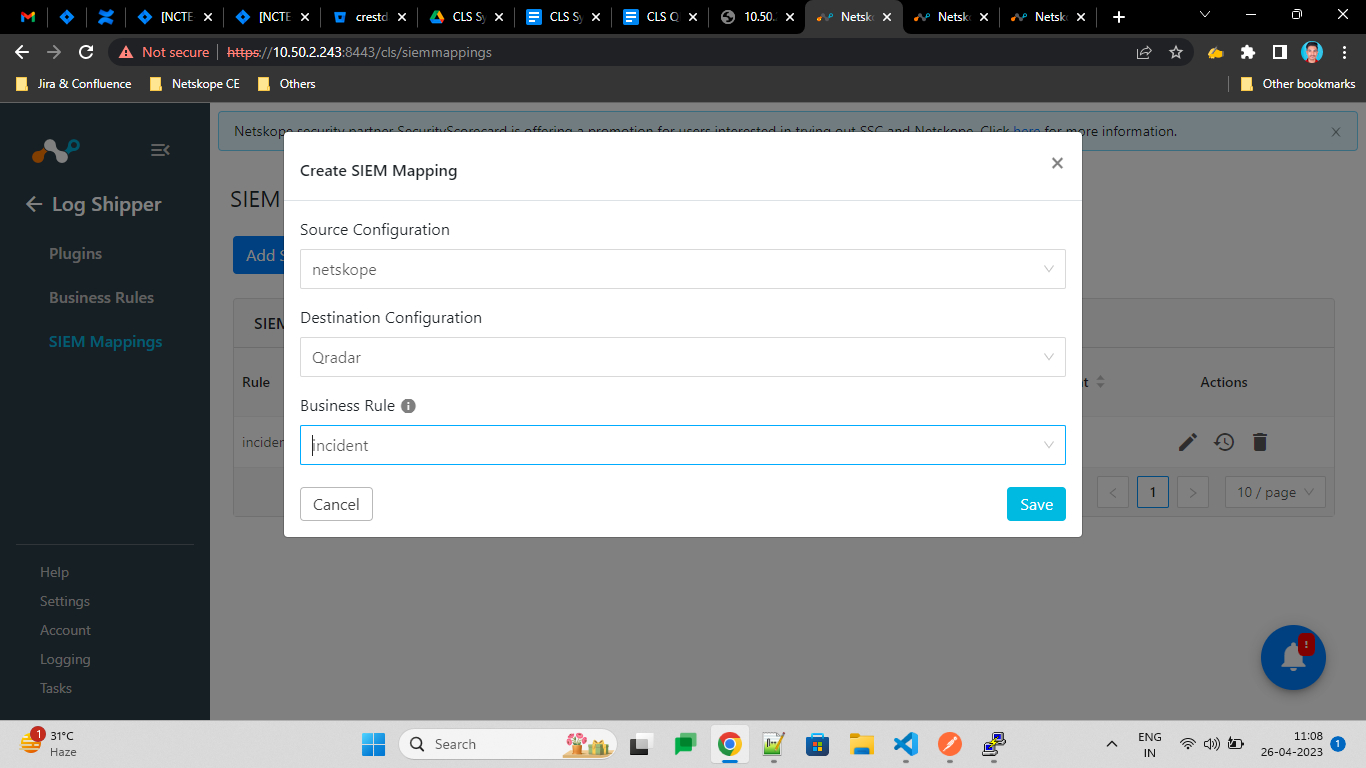 [NCTE
[NCTE
crestd
CLS Sy
CLS Sy
CLS Q
10.50.
Netsko
Netsk
Netsk
Not secure
https://10.50.2.243:8443/cls/siemmappings
Jira & Confluence
Netskope CE
Others
Other bookmarks
Netskope security partner SecurityScorecard is offering a promotion for users interested in trying out SSC and Netskope. Click here for more information.
Log Shipper
Plugins
Business Rules
SIEM Mappings
Help
Settings
Account
Logging
Tasks
SIEM
Add S
SIEM
Rule
Actions
inciden
1
10 / page
Create SIEM Mapping
Source Configuration
netskope
Destination Configuration
Qradar
Business Rule
incident
Cancel
Save
1
31°C
Haze
Search
ENG
IN
11:08
26-04-2023
1